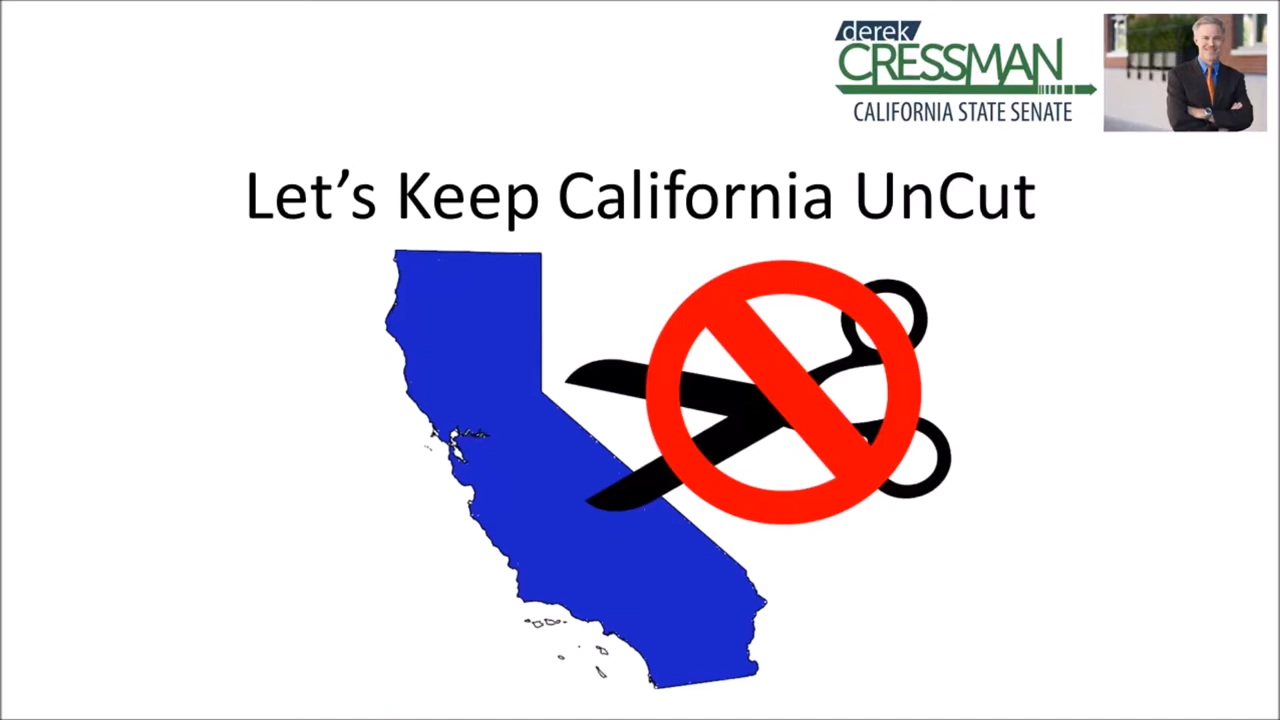 derek
CRESSMAN
CALIFORNIA STATE SENATE
Let's Keep California UnCut